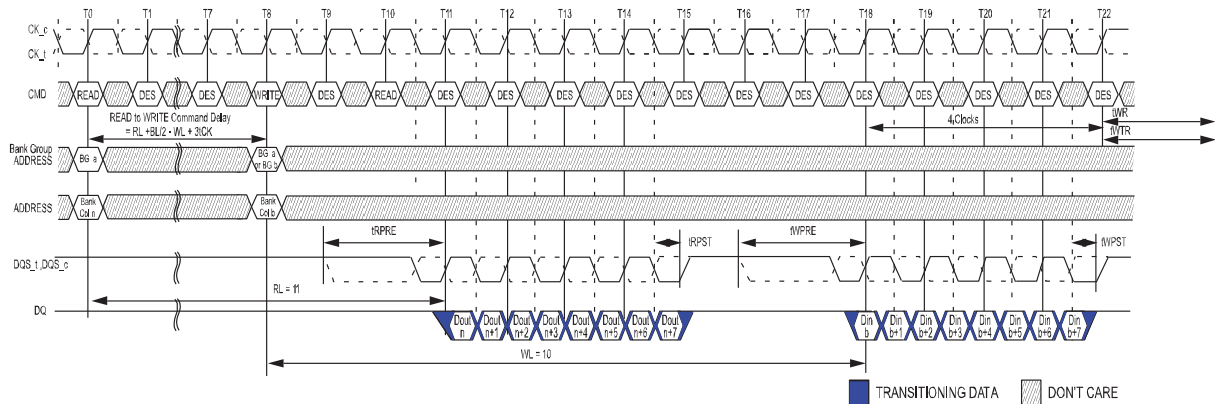 T0 T1 T7 T8 T9 T10 T11 T12 T13 T14 T15 T16 T17 T18 T19 T20 T21 T22
CK_c
CK_t
CMD READ DES DES WRITE DES READ DES DES DES DES DES DES DES DES DES DES DES DES
READ to WRITE Command Delay
= RL +BL/2 - WL + 3tCK
4 Clocks
tWR
tWTR
Bank Group
ADDRESS
BG a
BG a
or BG b
ADDRESS
Bank
Col n
Bank
Col b
tRPRE tRPST tWPRE tWPST
DQS_t ,DQS_c
RL = 11
DQ
Dout
n
Dout
n+1
Dout
n+2
Dout
n+3
Dout
n+4
Dout
n+5
Dout
n+6
Dout
n+7
Din
b
Din
b+1
Din
b+2
Din
b+3
Din
b+4
Din
b+5
Din
b+6
Din
b+7
WL = 10
TRANSITIONING DATA
DON'T CARE